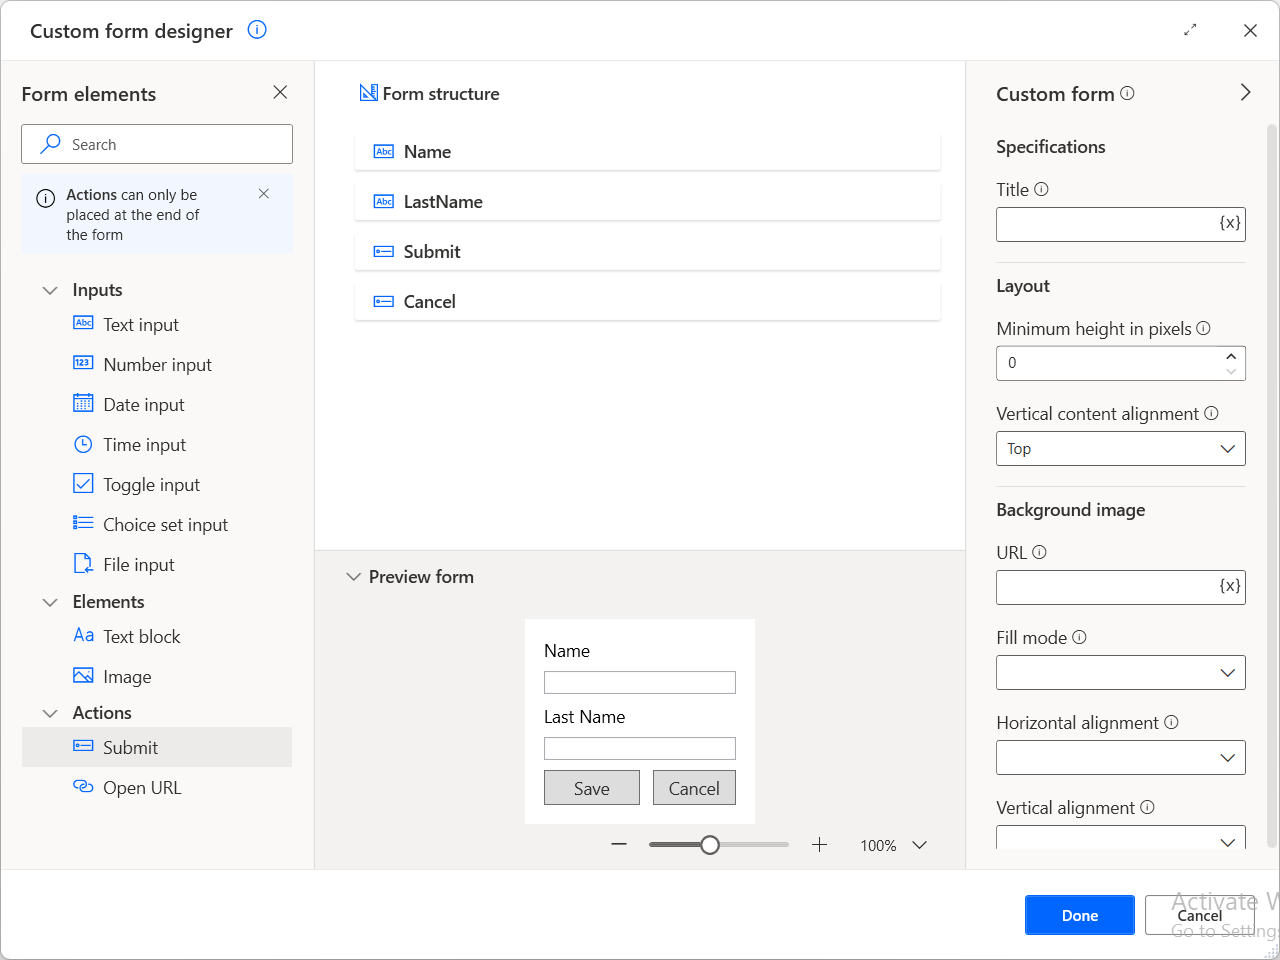 Custom form designer
Form elements
Search
Actions can only be
placed at the end of
the form
Inputs
Text input
Number input
Date input
Time input
Toggle input
Choice set input
File input
Elements
Text block
Image
Actions
Submit
Open URL
Form structure
Abc Name
Abc LastName
Submit
Cancel
Preview form
Name
Last Name
Save Cancel
100%
Custom form
Specifications
Title
{x}
Layout
Minimum height in pixels
0
Vertical content alignment
Top
Background image
URL
{x}
Fill mode
Horizontal alignment
Vertical alignment
Done
Cancel
Activate W
Go to Settings